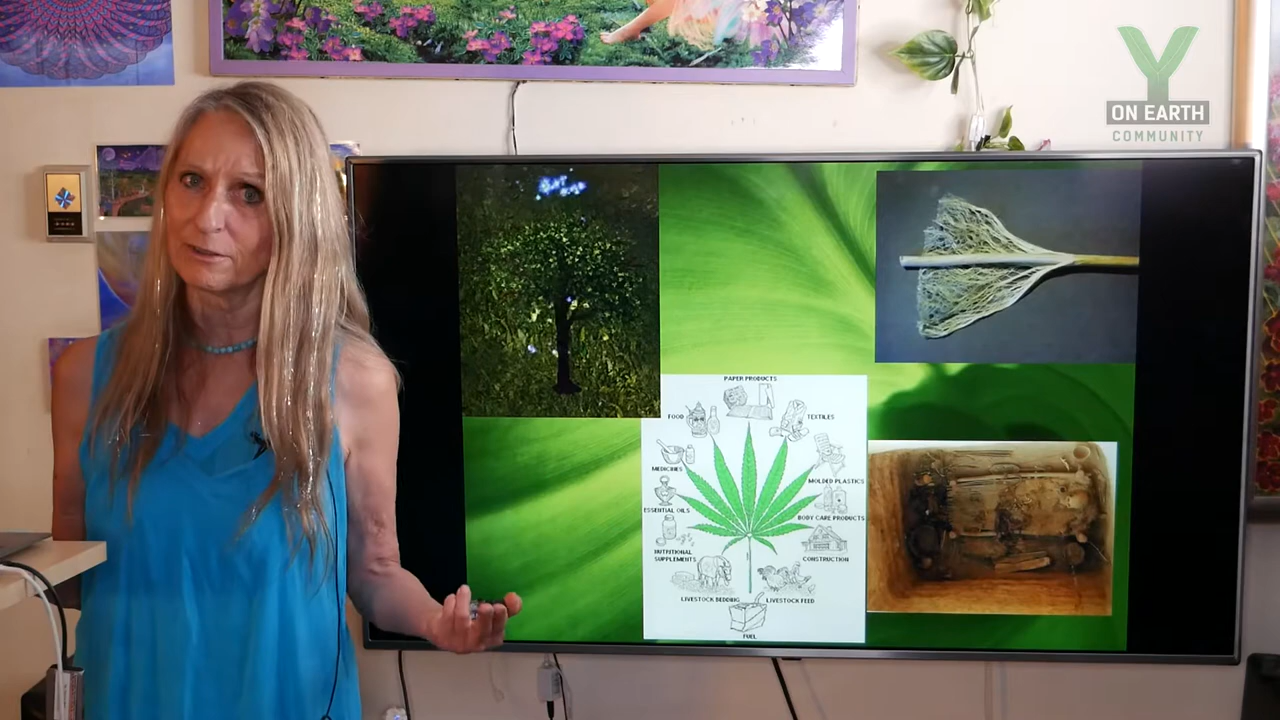 Y
ON EARTH
COMMUNITY
PAPER PRODUCTS
FOOD
TEXTILES
MEDICINES
MOLDED PLASTICS
ESSENTIAL OILS
BODY CARE PRODUCTS
NUTRITIONAL
SUPPLEMENTS
CONSTRUCTION
LIVESTOCK BEDDING
LIVESTOCK FEED
FUEL